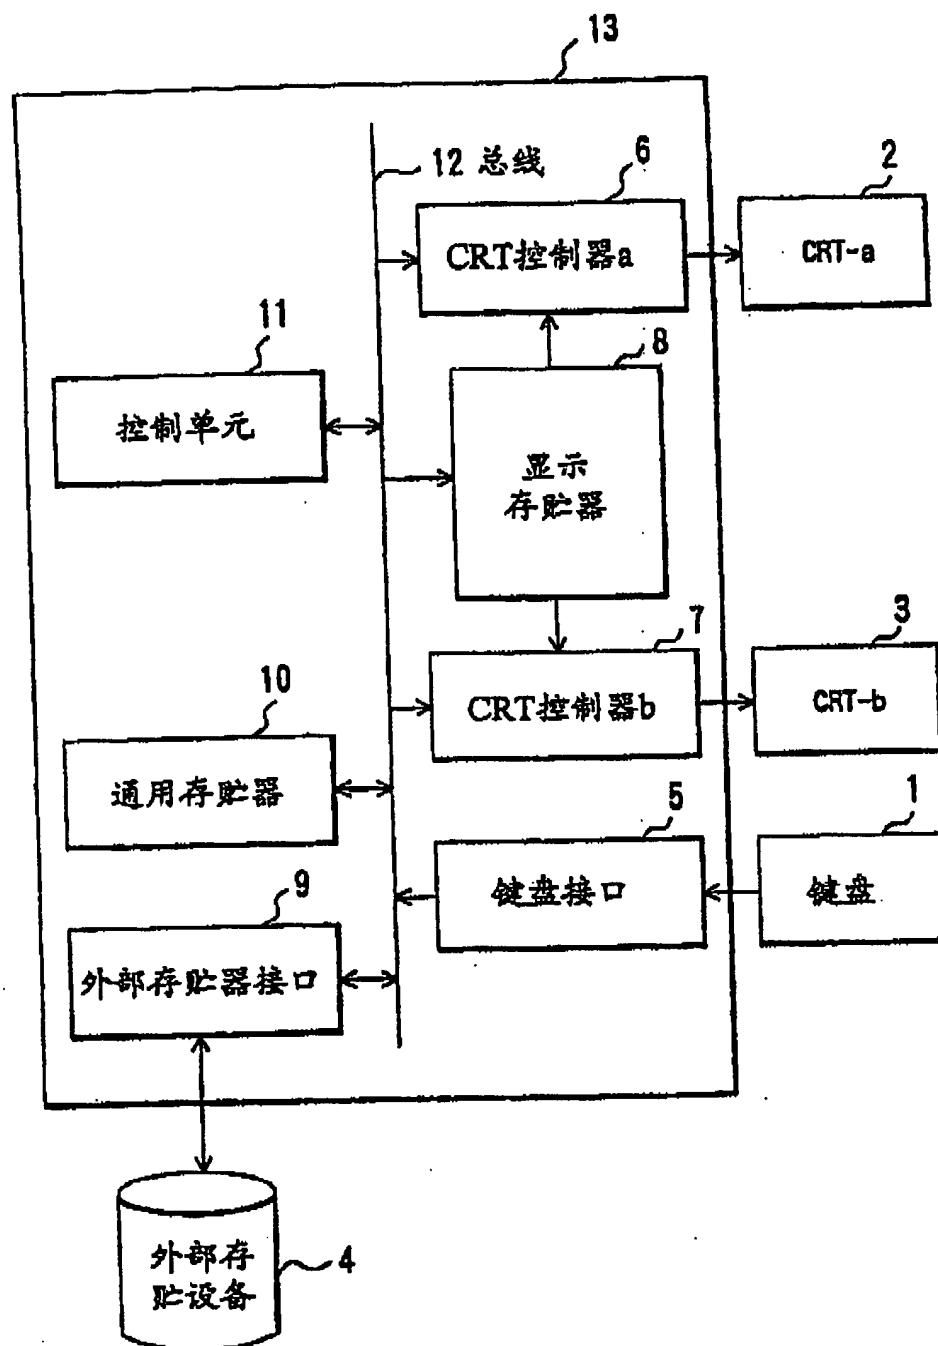 13
12 总线
6
2
CRT控制器a
CRT-a
11
8
控制单元
显示
存贮器
7
3
10
CRT控制器b
CRT-b
通用存贮器
5
1
9
键盘接口
键盘
外部存贮器接口
外部存
贮设备
4